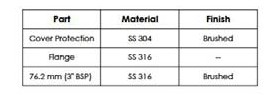 Part Material Finish
Cover Protection SS 304 Brushed
Flange SS 316 --
76.2 mm (3" BSP) SS 316 Brushed